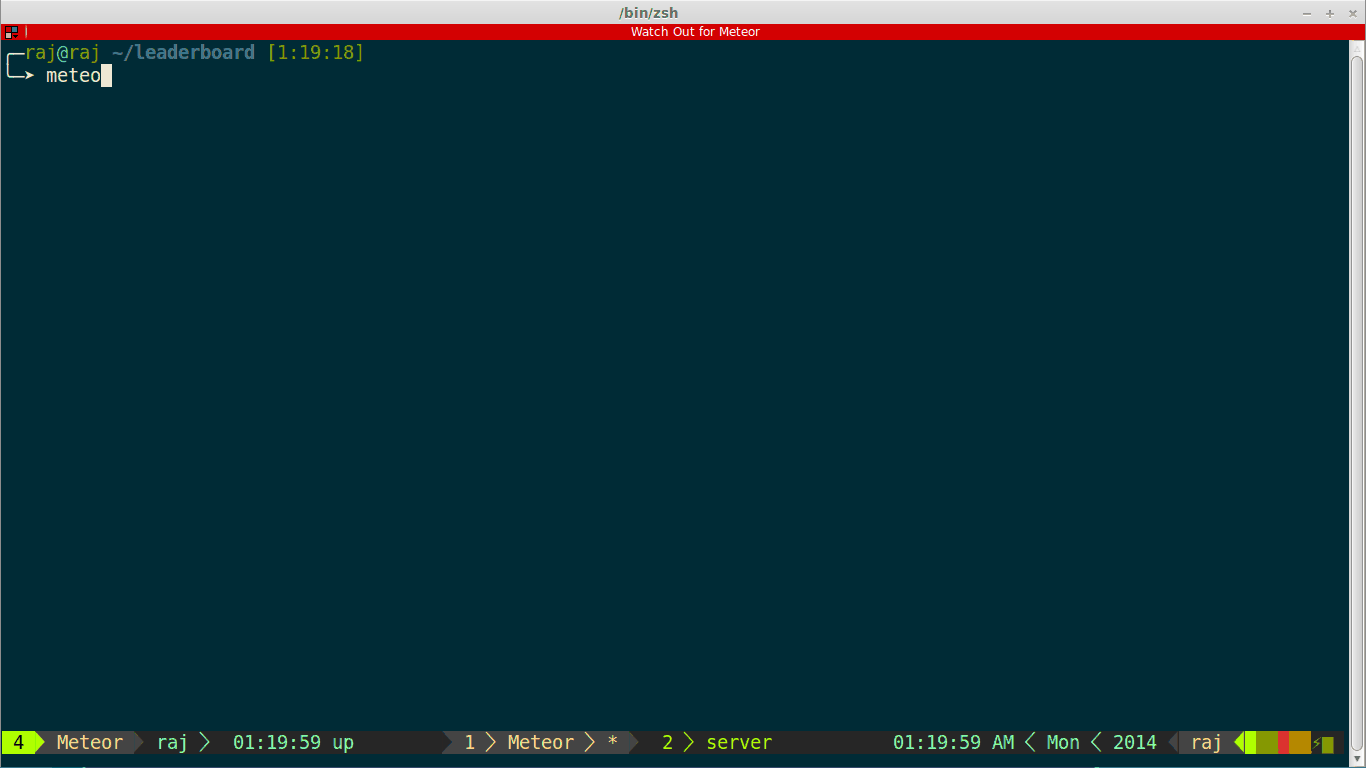 /bin/zsh
Watch Out for Meteor
raj@raj ~/leaderboard [1:19:18]
meteo
4 Meteor raj 01:19:59 up 1 Meteor * 2 server 01:19:59 AM Mon 2014 raj